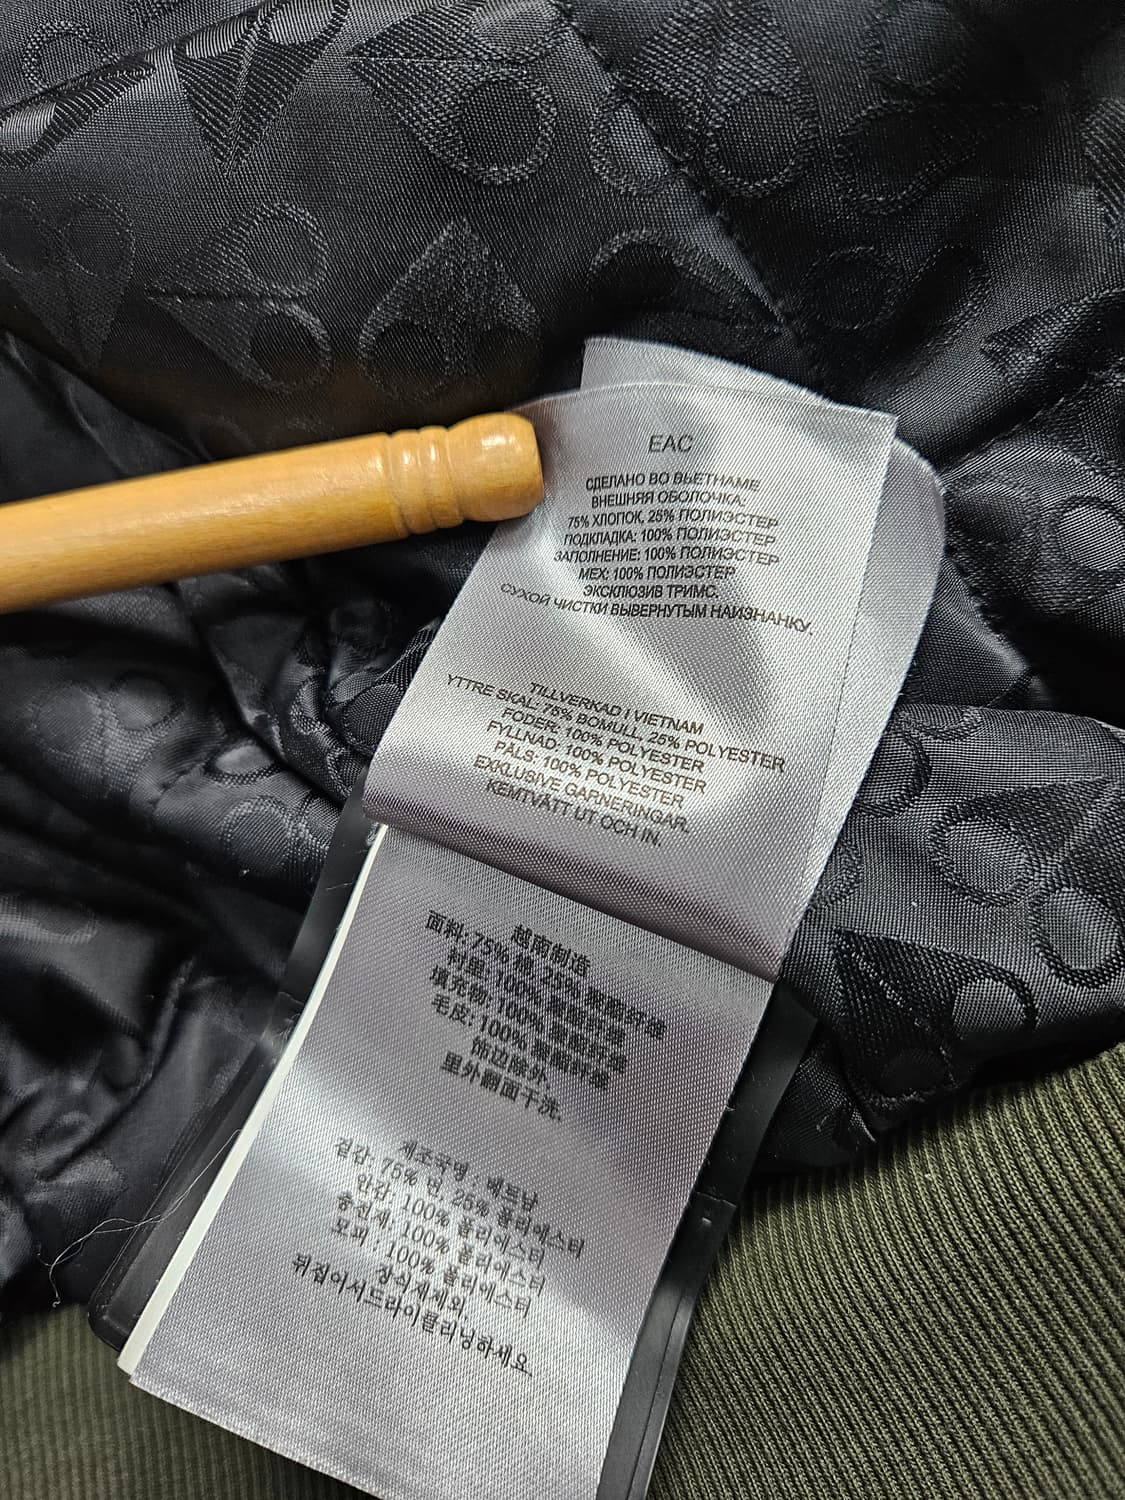 EAC
СДЕЛАНО ВО ВЬЕТНАМЕ
ВНЕШНЯЯ ОБОЛОЧКА:
75% ХЛОПОК, 25% ПОЛИЭСТЕР
ПОДКЛАДКА: 100% ПОЛИЭСТЕР
ЗАПОЛНЕНИЕ: 100% ПОЛИЭСТЕР
МЕХ: 100% ПОЛИЭСТЕР
ЭКСКЛЮЗИВ ТРИМС.
СУХОЙ ЧИСТКИ ВЫВЕРНУТЫМ НАИЗНАНКУ.
TILLVERKAD I VIETNAM
YTTRE SKAL: 75% BOMULL, 25% POLYESTER
FODER: 100% POLYESTER
FYLLNAD: 100% POLYESTER
PÄLS: 100% POLYESTER
EXKLUSIVE GARNERINGAR.
KEMTVÄTT UT OCH IN.
越南制造
面料: 75% 棉, 25% 聚酯纤维
衬里: 100% 聚酯纤维
填充物: 100% 聚酯纤维
毛皮: 100% 聚酯纤维
饰边除外.
里外翻面干洗.
제조국명 : 베트남
겉감: 75% 면, 25% 폴리에스터
안감: 100% 폴리에스터
충전재: 100% 폴리에스터
모피 : 100% 폴리에스터
장식재제외.
뒤집어서드라이클리닝하세요.